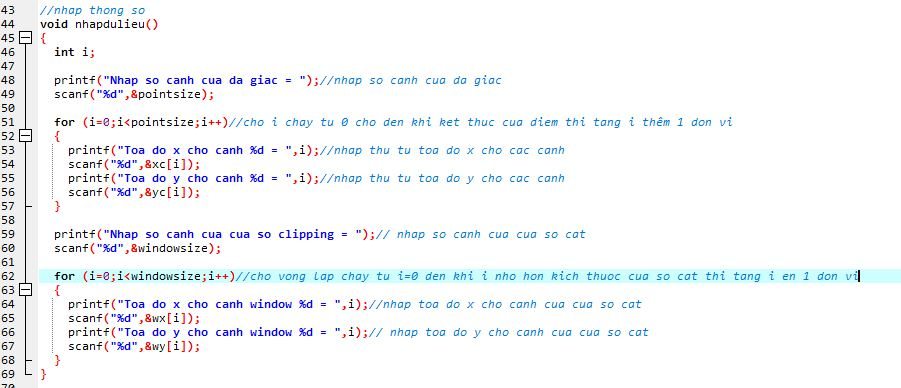 43 //nhap thong so
44 void nhapdulieu()
45 {
46 int i;
47
48 printf("Nhap so canh cua da giac = ");//nhap so canh cua da giac
49 scanf("%d",&pointsize);
50
51 for (i=0;i<pointsize;i++)//cho i chay tu 0 cho den khi ket thuc cua diem thi tang i thêm 1 don vi
52 {
53 printf("Toa do x cho canh %d = ",i);//nhap thu tu toa do x cho cac canh
54 scanf("%d",&xc[i]);
55 printf("Toa do y cho canh %d = ",i);//nhap thu tu toa do y cho cac canh
56 scanf("%d",&yc[i]);
57 }
58
59 printf("Nhap so canh cua cua so clipping = ");// nhap so canh cua cua so cat
60 scanf("%d",&windowsize);
61
62 for (i=0;i<windowsize;i++)//cho vong lap chay tu i=0 den khi i nho hon kich thuoc cua so cat thi tang i en 1 don vi
63 {
64 printf("Toa do x cho canh window %d = ",i);//nhap toa do x cho canh cua cua so cat
65 scanf("%d",&wx[i]);
66 printf("Toa do y cho canh window %d = ",i);// nhap toa do y cho canh cua cua so cat
67 scanf("%d",&wy[i]);
68 }
69 }